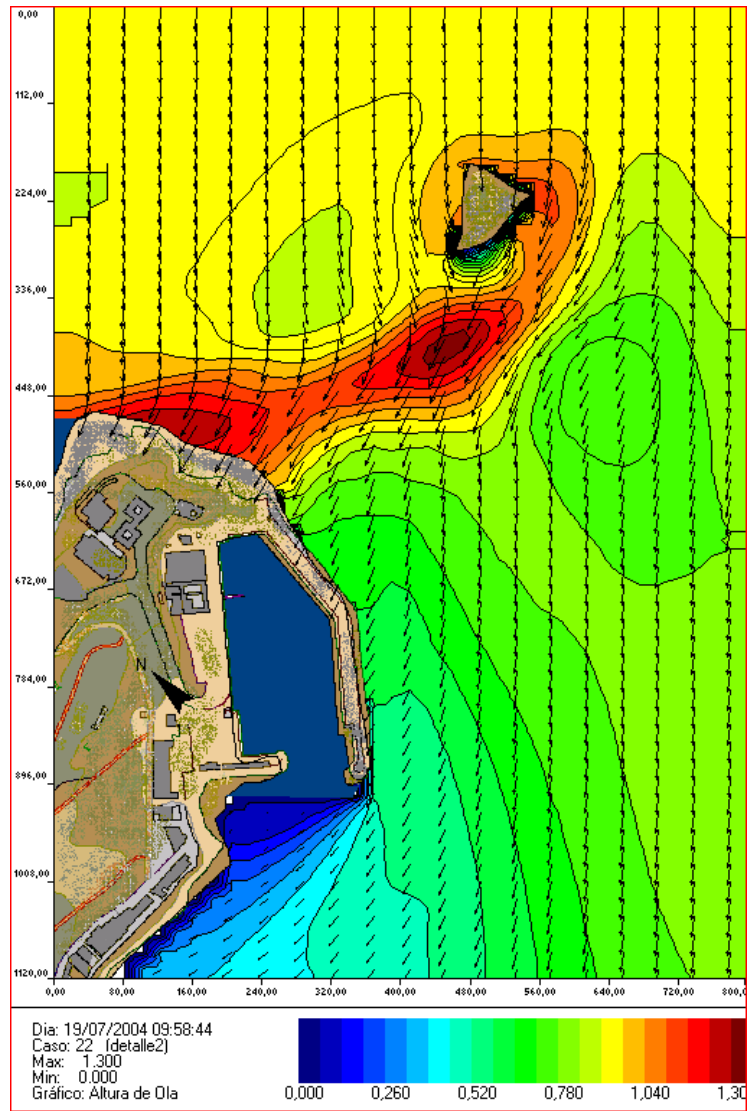 0,00
112,00
224,00
336,00
448,00
560,00
672,00
N
784,00
896,00
1008,00
1120,00
0,00 80,00 160,00 240,00 320,00 400,00 480,00 560,00 640,00 720,00 800,0
Dia: 19/07/2004 09:58:44
Caso: 22 (detalle2)
Max: 1.300
Min: 0.000
Gráfico: Altura de Ola
0,000 0,260 0,520 0,780 1,040 1,30